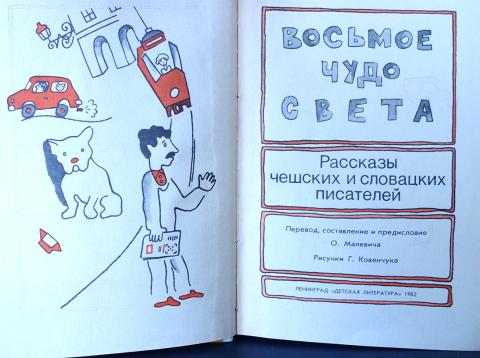 ВОСЬМОЕ
ЧУДО
СВЕТА
Рассказы
чешских и словацких
писателей
Перевод, составление и предисловие
О. Малевича
Рисунки Г. Ковенчука
ЛЕНИНГРАД «ДЕТСКАЯ ЛИТЕРАТУРА» 1982